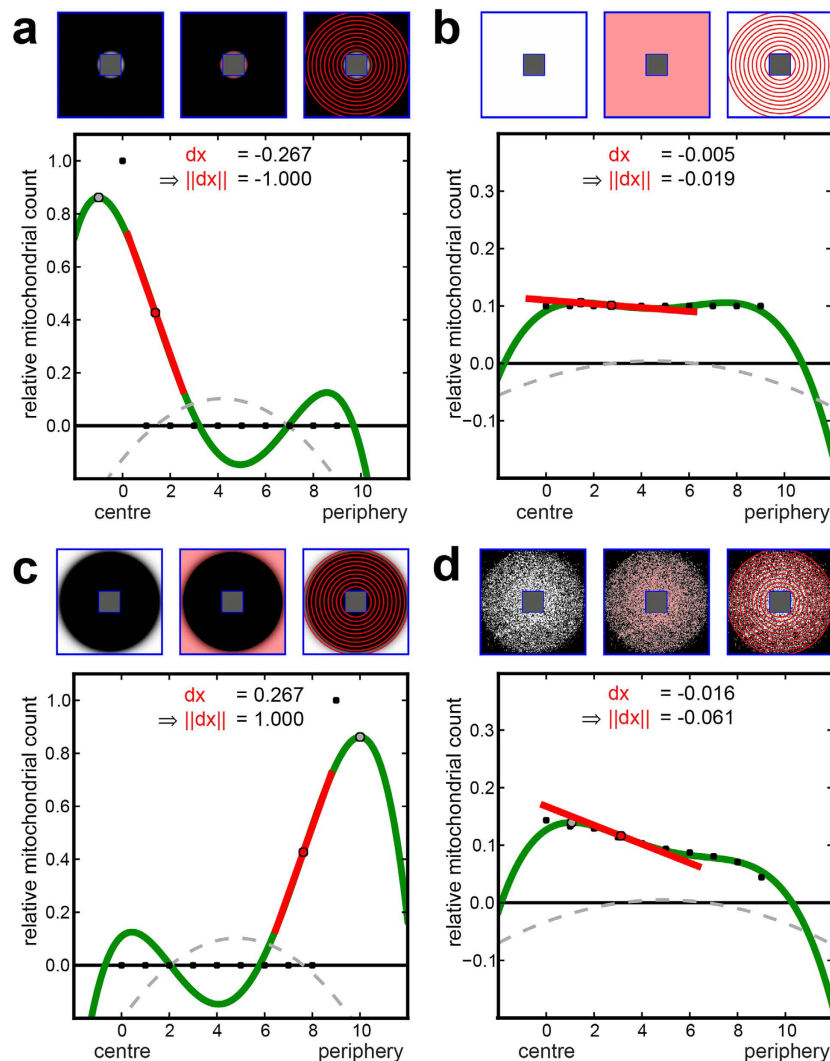 a
dx = -0.267
⇒ ||dx|| = -1.000
relative mitochondrial count
1.0
0.8
0.6
0.4
0.2
0.0
0 2 4 6 8 10
centre periphery
b
dx = -0.005
⇒ ||dx|| = -0.019
relative mitochondrial count
0.3
0.2
0.1
0.0
−0.1
0 2 4 6 8 10
centre periphery
c
dx = 0.267
⇒ ||dx|| = 1.000
relative mitochondrial count
1.0
0.8
0.6
0.4
0.2
0.0
0 2 4 6 8 10
centre periphery
d
dx = -0.016
⇒ ||dx|| = -0.061
relative mitochondrial count
0.3
0.2
0.1
0.0
−0.1
0 2 4 6 8 10
centre periphery